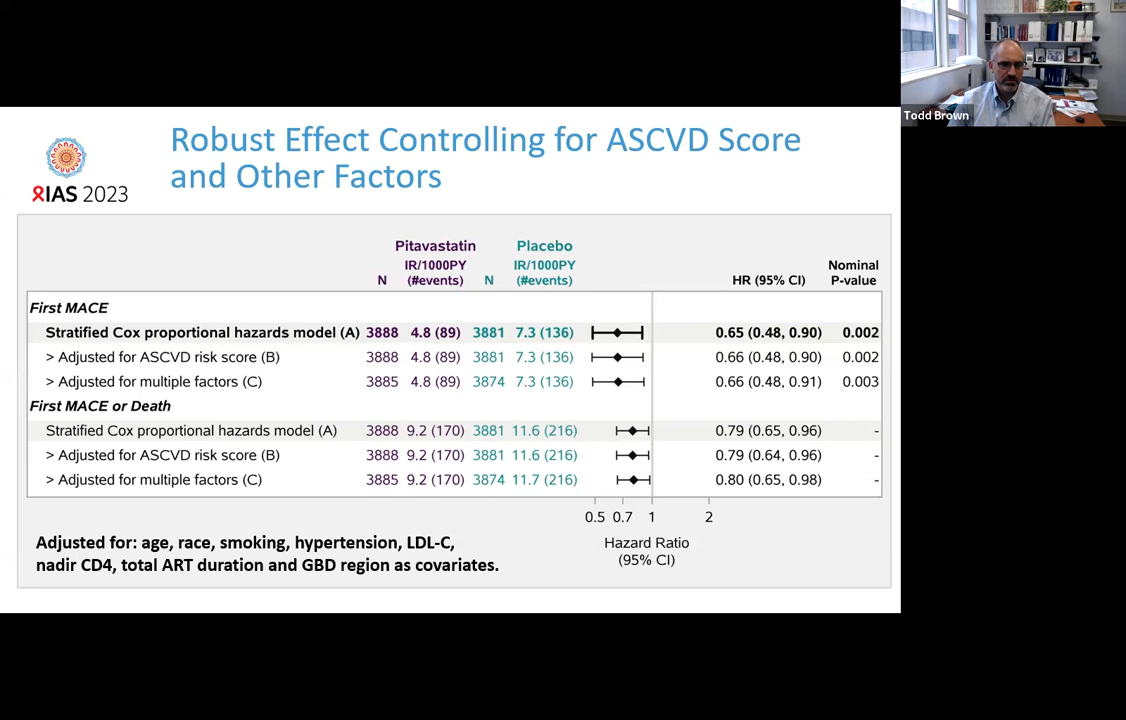 Todd Brown
Robust Effect Controlling for ASCVD Score
and Other Factors
IAS 2023
Pitavastatin Placebo
IR/1000PY IR/1000PY Nominal
N (#events) N (#events) HR (95% CI) P-value
First MACE
Stratified Cox proportional hazards model (A) 3888 4.8 (89) 3881 7.3 (136) 0.65 (0.48, 0.90) 0.002
> Adjusted for ASCVD risk score (B) 3888 4.8 (89) 3881 7.3 (136) 0.66 (0.48, 0.90) 0.002
> Adjusted for multiple factors (C) 3885 4.8 (89) 3874 7.3 (136) 0.66 (0.48, 0.91) 0.003
First MACE or Death
Stratified Cox proportional hazards model (A) 3888 9.2 (170) 3881 11.6 (216) 0.79 (0.65, 0.96) -
> Adjusted for ASCVD risk score (B) 3888 9.2 (170) 3881 11.6 (216) 0.79 (0.64, 0.96) -
> Adjusted for multiple factors (C) 3885 9.2 (170) 3874 11.7 (216) 0.80 (0.65, 0.98) -
0.5 0.7 1 2
Hazard Ratio
(95% CI)
Adjusted for: age, race, smoking, hypertension, LDL-C,
nadir CD4, total ART duration and GBD region as covariates.